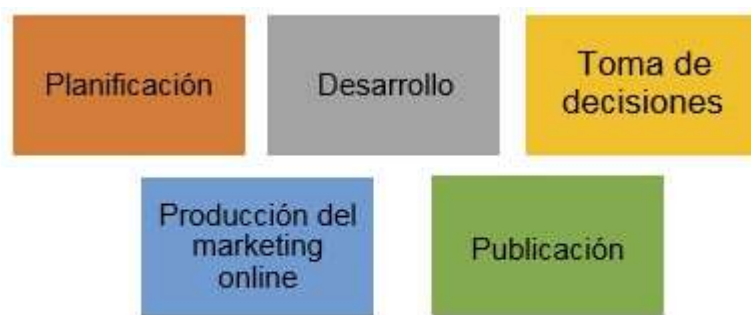 Planificación
Desarrollo
Toma de
decisiones
Producción del
marketing
online
Publicación